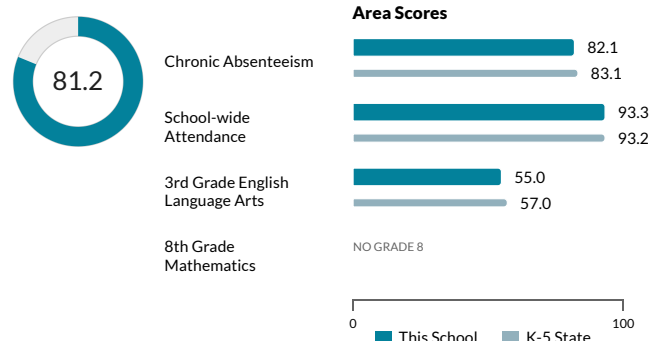 Area Scores
81.2
Chronic Absenteeism
82.1
83.1
School-wide
Attendance
93.3
93.2
3rd Grade English
Language Arts
55.0
57.0
8th Grade
Mathematics
NO GRADE 8
0
100
This School
K-5 State